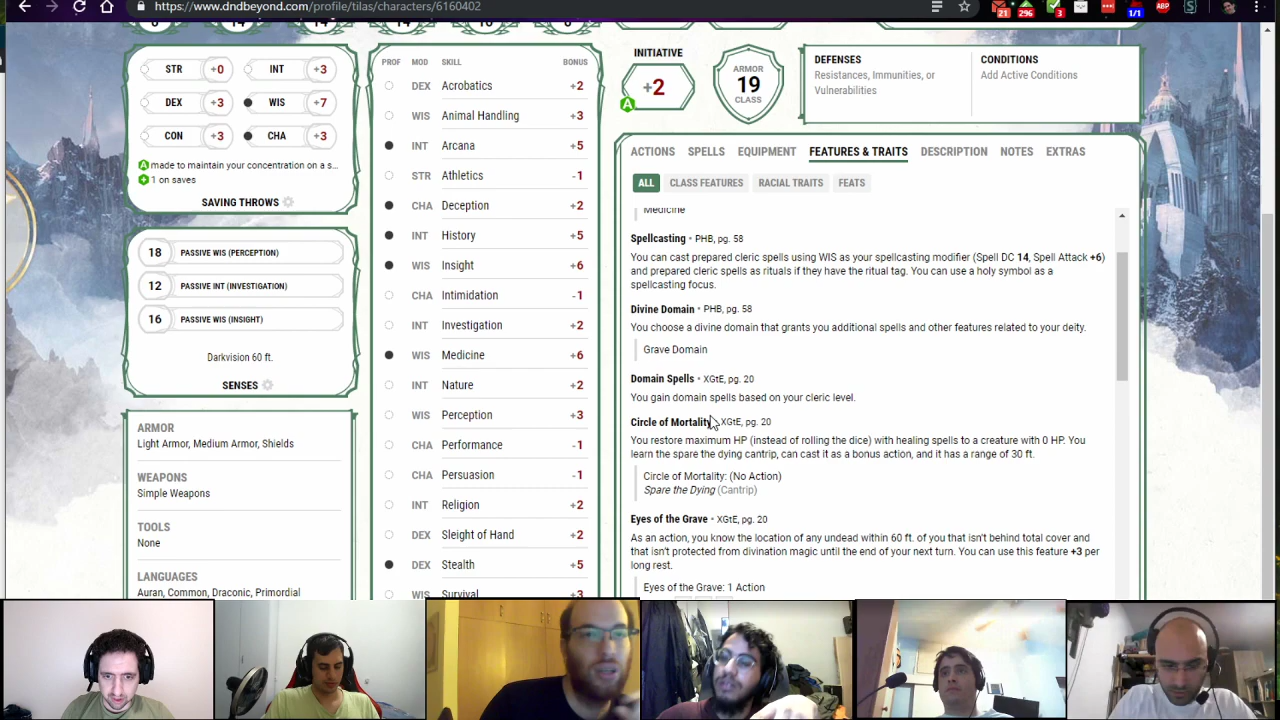 https://www.dndbeyond.com/profile/tilas/characters/6160402
21
296
3
1/1
ABP
STR +0
INT +3
DEX +3
WIS +7
CON +3
CHA +3
made to maintain your concentration on a s...
1 on saves
SAVING THROWS
18 PASSIVE WIS (PERCEPTION)
12 PASSIVE INT (INVESTIGATION)
16 PASSIVE WIS (INSIGHT)
Darkvision 60 ft.
SENSES
ARMOR
Light Armor, Medium Armor, Shields
WEAPONS
Simple Weapons
TOOLS
None
LANGUAGES
Auran, Common, Draconic, Primordial
PROF MOD SKILL BONUS
DEX Acrobatics +2
WIS Animal Handling +3
INT Arcana +5
STR Athletics -1
CHA Deception +2
INT History +5
WIS Insight +6
CHA Intimidation -1
INT Investigation +2
WIS Medicine +6
INT Nature +2
WIS Perception +3
CHA Performance -1
CHA Persuasion -1
INT Religion +2
DEX Sleight of Hand +2
DEX Stealth +5
WIS Survival +3
INITIATIVE
+2
ARMOR
19
CLASS
DEFENSES
Resistances, Immunities, or
Vulnerabilities
CONDITIONS
Add Active Conditions
ACTIONS SPELLS EQUIPMENT FEATURES & TRAITS DESCRIPTION NOTES EXTRAS
ALL CLASS FEATURES RACIAL TRAITS FEATS
Medicine
Spellcasting • PHB, pg. 58
You can cast prepared cleric spells using WIS as your spellcasting modifier (Spell DC 14, Spell Attack +6)
and prepared cleric spells as rituals if they have the ritual tag. You can use a holy symbol as a
spellcasting focus.
Divine Domain • PHB, pg. 58
You choose a divine domain that grants you additional spells and other features related to your deity.
Grave Domain
Domain Spells • XGtE, pg. 20
You gain domain spells based on your cleric level.
Circle of Mortality XGtE, pg. 20
You restore maximum HP (instead of rolling the dice) with healing spells to a creature with 0 HP. You
learn the spare the dying cantrip, can cast it as a bonus action, and it has a range of 30 ft.
Circle of Mortality: (No Action)
Spare the Dying (Cantrip)
Eyes of the Grave • XGtE, pg. 20
As an action, you know the location of any undead within 60 ft. of you that isn't behind total cover and
that isn't protected from divination magic until the end of your next turn. You can use this feature +3 per
long rest.
Eyes of the Grave: 1 Action